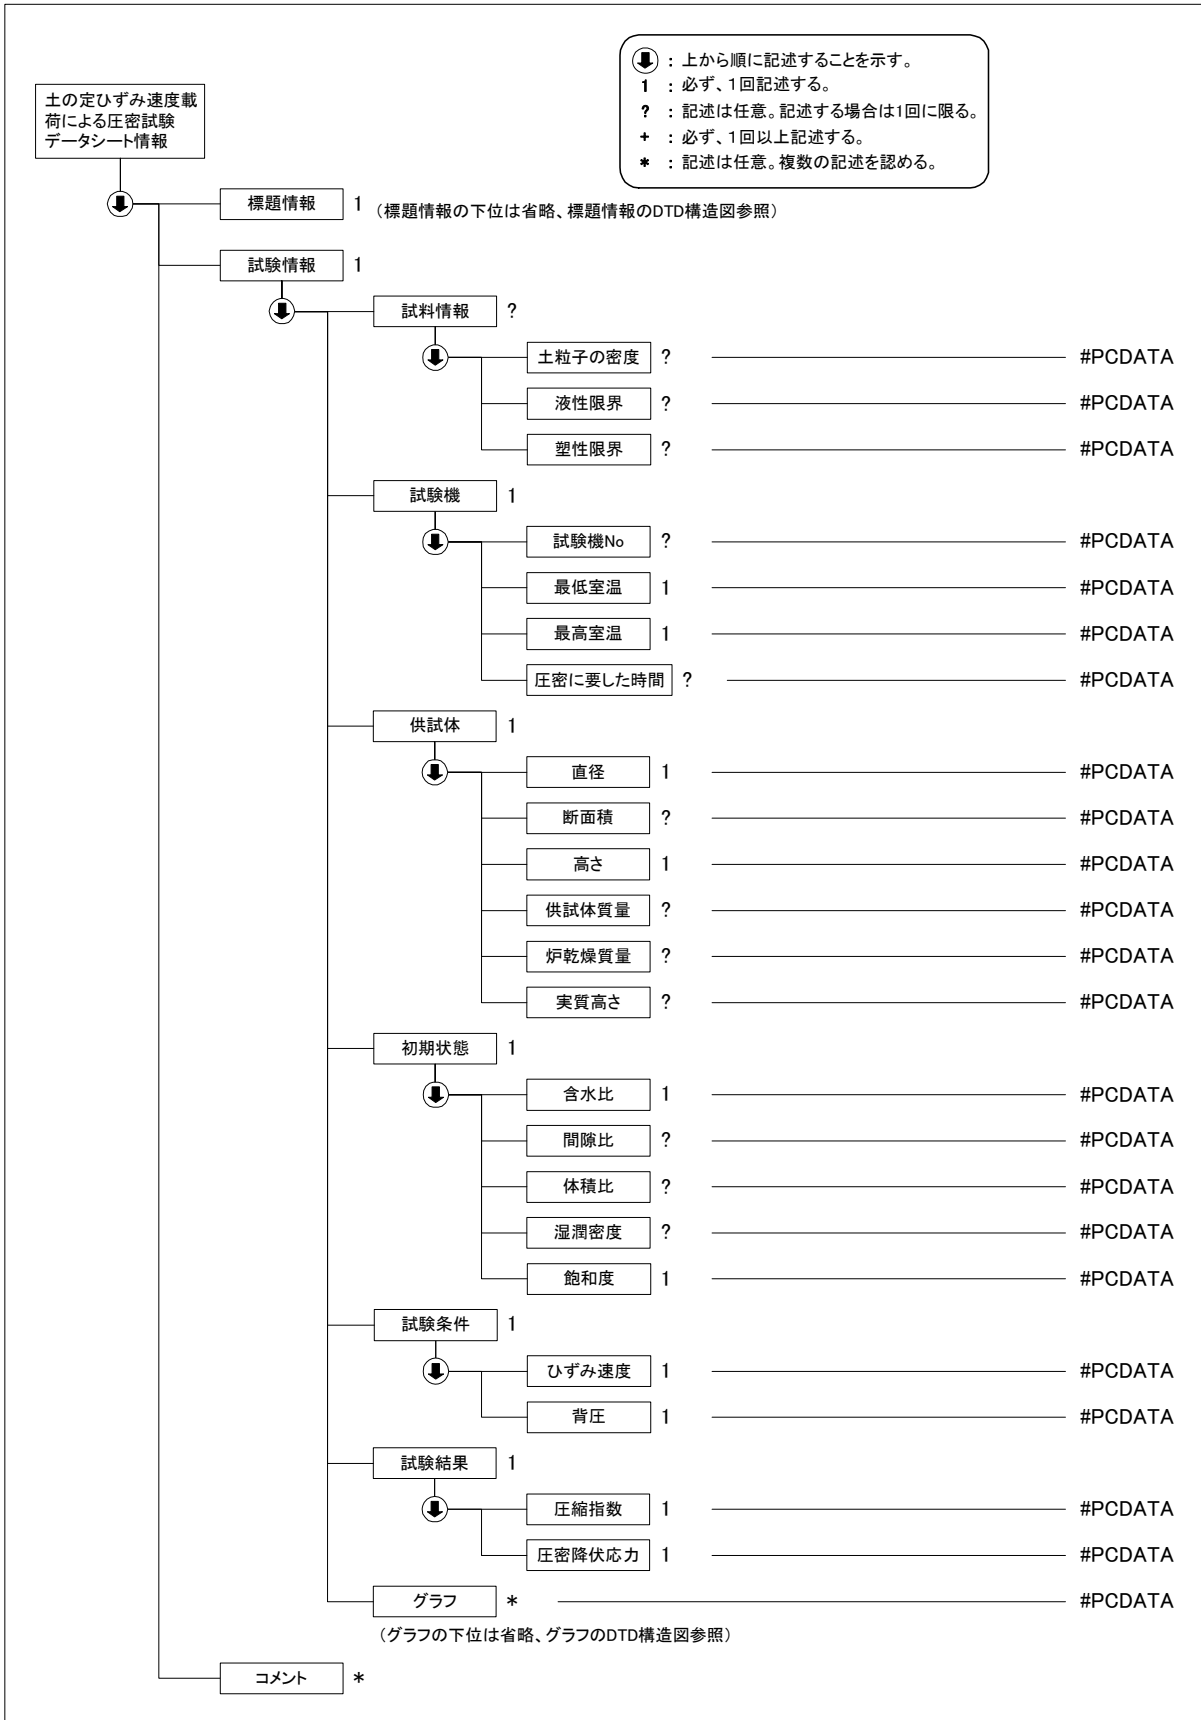 : 上から順に記述することを示す。
1 : 必ず、1回記述する。
? : 記述は任意。記述する場合は1回に限る。
+ : 必ず、1回以上記述する。
* : 記述は任意。複数の記述を認める。
土の定ひずみ速度載
荷による圧密試験
データシート情報
標題情報 1 (標題情報の下位は省略、標題情報のDTD構造図参照)
試験情報 1
試料情報 ?
土粒子の密度 ? #PCDATA
液性限界 ? #PCDATA
塑性限界 ? #PCDATA
試験機 1
試験機No ? #PCDATA
最低室温 1 #PCDATA
最高室温 1 #PCDATA
圧密に要した時間 ? #PCDATA
供試体 1
直径 1 #PCDATA
断面積 ? #PCDATA
高さ 1 #PCDATA
供試体質量 ? #PCDATA
炉乾燥質量 ? #PCDATA
実質高さ ? #PCDATA
初期状態 1
含水比 1 #PCDATA
間隙比 ? #PCDATA
体積比 ? #PCDATA
湿潤密度 ? #PCDATA
飽和度 1 #PCDATA
試験条件 1
ひずみ速度 1 #PCDATA
背圧 1 #PCDATA
試験結果 1
圧縮指数 1 #PCDATA
圧密降伏応力 1 #PCDATA
グラフ * #PCDATA
(グラフの下位は省略、グラフのDTD構造図参照)
コメント *